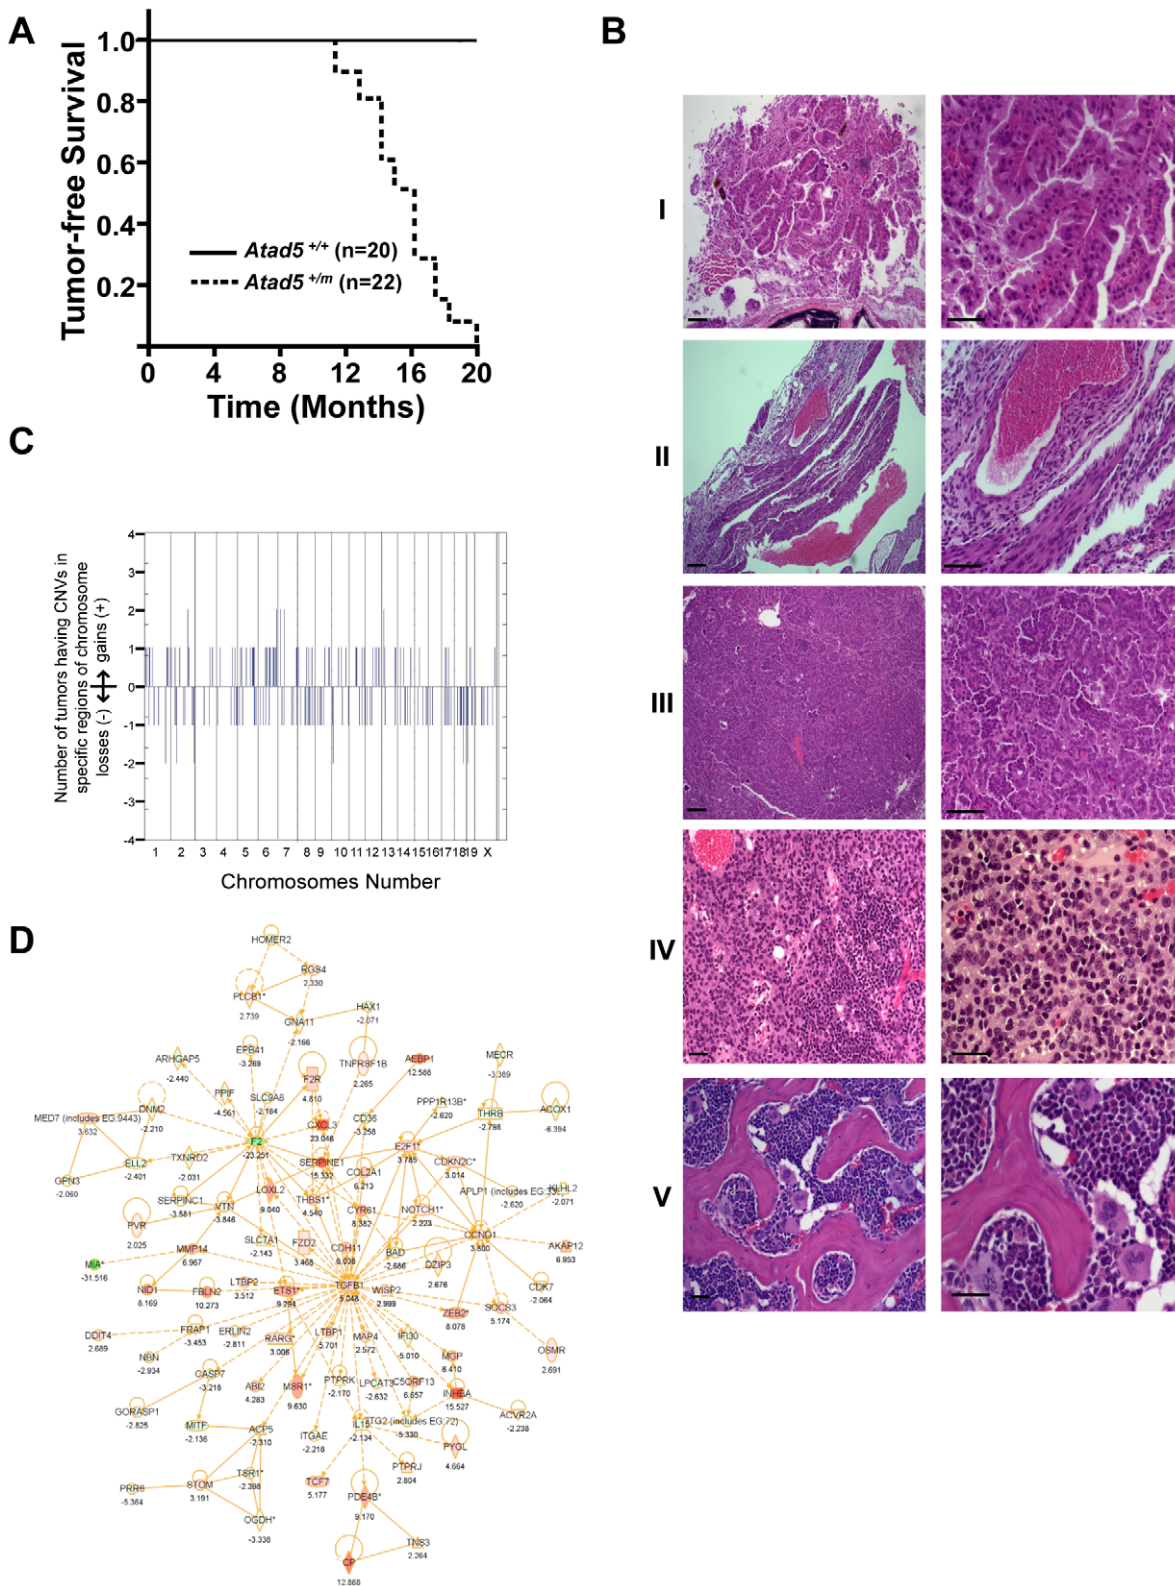 A
Tumor-free Survival
1.0
0.8
0.6
0.4
0.2
Atad5 +/+ (n=20)
Atad5 +/m (n=22)
0 4 8 12 16 20
Time (Months)
B
I
II
III
IV
V
C
Number of tumors having CNVs in
specific regions of chromosome
losses (-) gains (+)
4
3
2
1
0
-1
-2
-3
-4
1 2 3 4 5 6 7 8 9 10 11 12 13 14 15 16 17 18 19 X
Chromosomes Number
D
HOMER2
RGS4
2.330
PLCB1*
2.739
HAX1
-2.071
GNA11
-2.166
ARHGAP5
-2.440
EPB41
-3.269
TNFRSF1B
2.265
AEBP1
12.588
MECR
-3.389
PPIF
-4.561
SLC9A8
-2.184
F2R
4.810
MED7 (includes EG:9443)
3.632
DNM2
-2.210
CD36
-3.258
PPP1R13B*
-2.620
THRB
-2.798
ACOX1
-6.394
F2
-23.251
CXCL3
23.046
E2F1*
3.785
GPN3
-2.060
ELL2
-2.401
TXNRD2
-2.031
SERPINE1
15.332
COL2A1
6.213
CDKN2C*
3.014
SERPINC1
-3.581
VTN
-3.846
LOXL2
9.040
THBS1*
4.540
CYR61
8.382
NOTCH1*
-2.223
APLP1 (includes EG:33
-2.620
KLHL2
-2.071
PVR
2.025
SLC7A1
-2.143
FZD2
3.468
CDH11
6.038
BAD
-2.686
CCND1
3.800
MMP14
6.967
DZIP3
2.676
AKAP12
6.953
MIA*
-31.516
NID1
8.169
FBLN2
10.273
LTBP2
3.512
ETS1*
9.294
TGFB1
5.048
WISP2
2.999
CDK7
-2.064
ZEB2*
8.078
SOCS3
5.174
DDIT4
2.689
FRAP1
-3.453
ERLIN2
-2.811
RARG*
3.006
LTBP1
5.701
MAP4
2.572
IFI30
-5.010
MGP
6.410
OSMR
2.691
NBN
-2.934
CASP7
-3.218
ABI2
4.283
MSR1*
9.630
PTPRK
-2.170
LPCAT3
-2.632
C5ORF13
6.657
INHBA
15.527
ACVR2A
-2.238
GORASP1
-2.825
MITF
-2.136
ACP5
-2.310
ITGAE
-2.218
IL15
-2.134
(includes EG:72)
-5.330
PYGL
4.664
PTPRJ
2.804
TSR1*
-2.398
TCF7
5.177
PRR6
-5.364
STOM
3.191
PDE4B*
9.170
OGDH*
-3.338
TNS3
2.264
CP
12.868